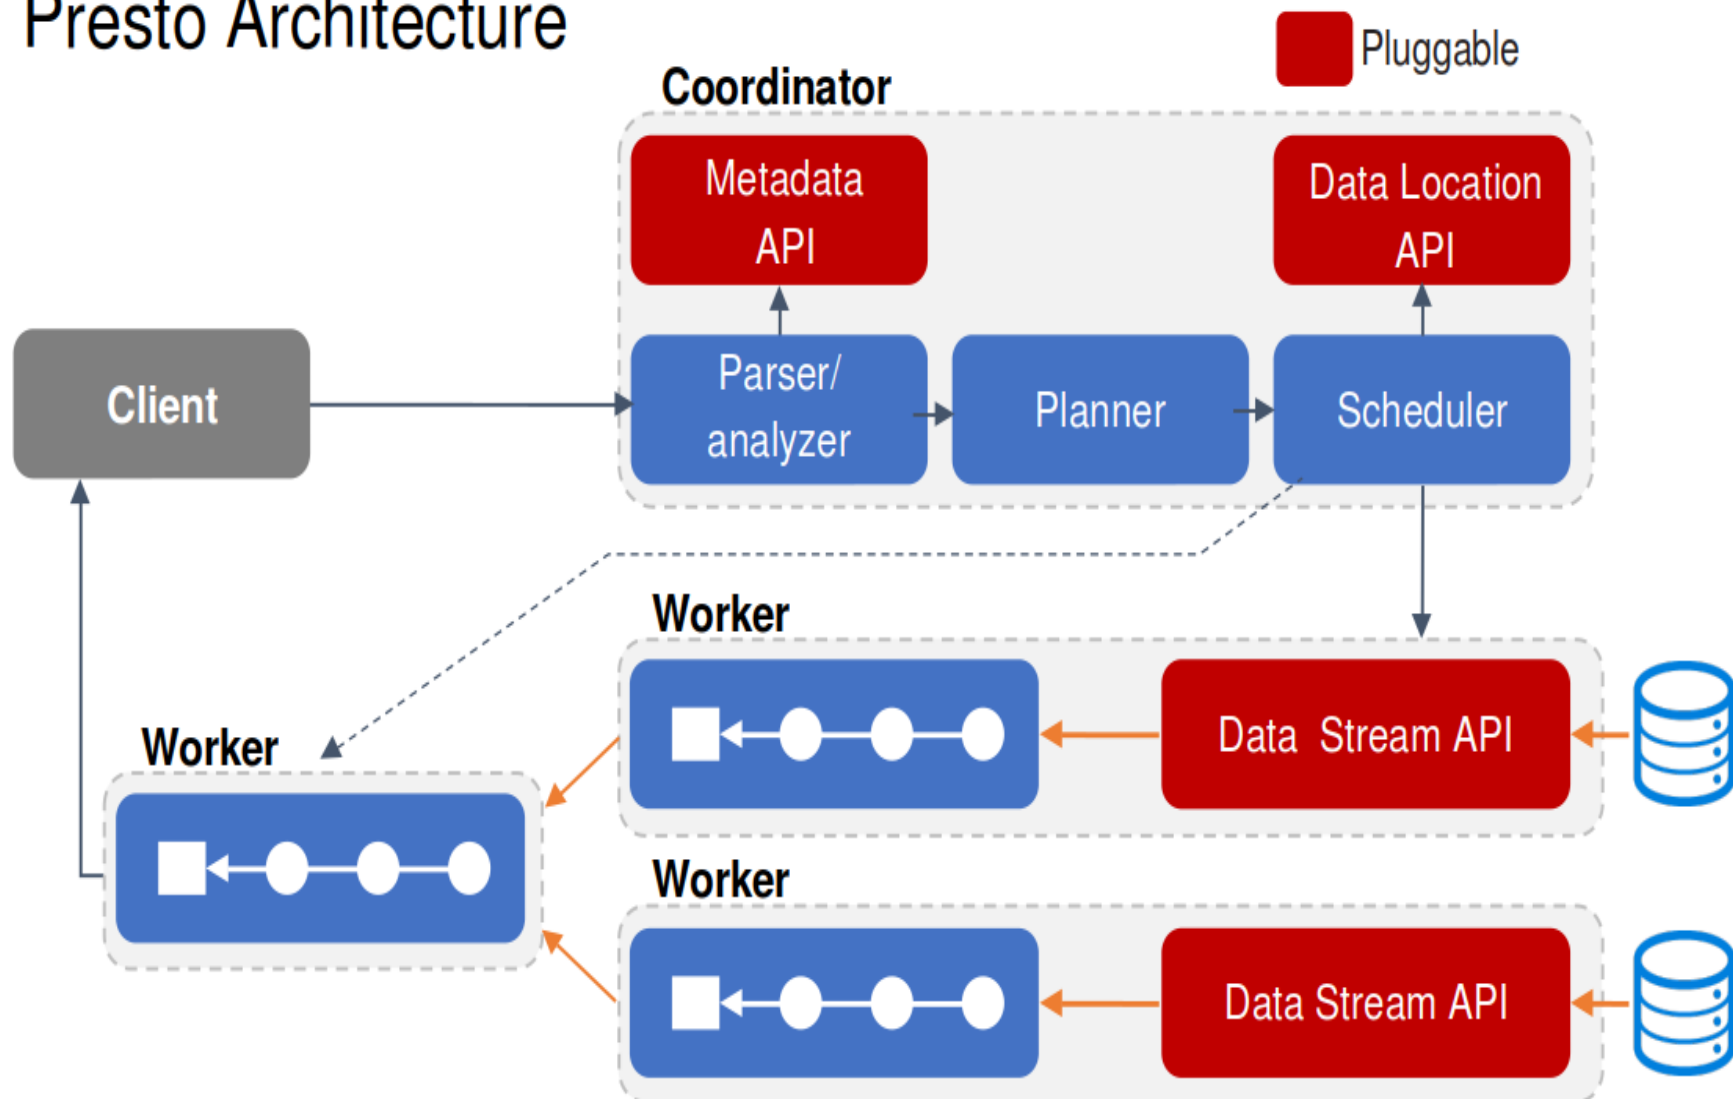 Presto Architecture
Pluggable
Coordinator
Metadata
API
Data Location
API
Client
Parser/
analyzer
Planner
Scheduler
Worker
Data  Stream API
Worker
Worker
Data Stream API